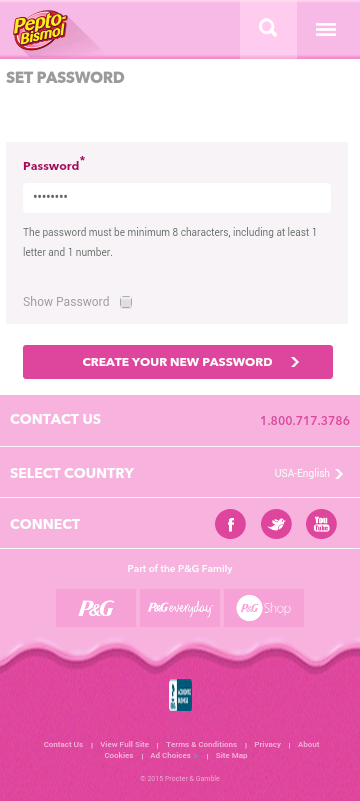 Pepto-
Bismol
SET PASSWORD
Password*
••••••••
The password must be minimum 8 characters, including at least 1
letter and 1 number.
Show Password
CREATE YOUR NEW PASSWORD
CONTACT US 1.800.717.3786
SELECT COUNTRY USA-English
CONNECT f You Tube
Part of the P&G Family
P&G P&G everyday P&G Shop
Contact Us | View Full Site | Terms & Conditions | Privacy | About
Cookies | Ad Choices | Site Map
© 2015 Procter & Gamble